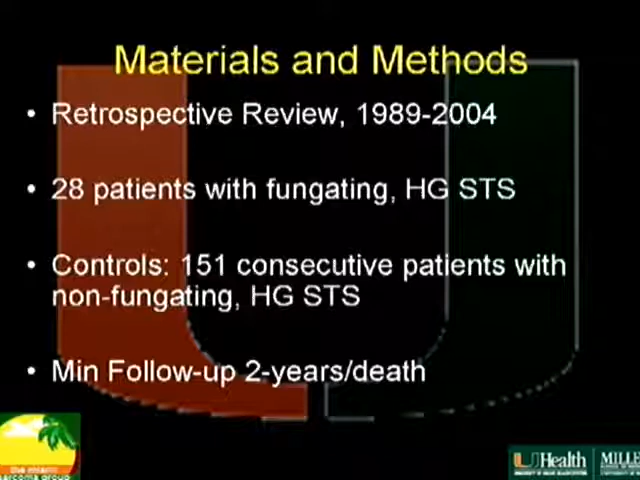 Materials and Methods
• Retrospective Review, 1989-2004
• 28 patients with fungating, HG STS
• Controls: 151 consecutive patients with
non-fungating, HG STS
• Min Follow-up 2-years/death
UHealth